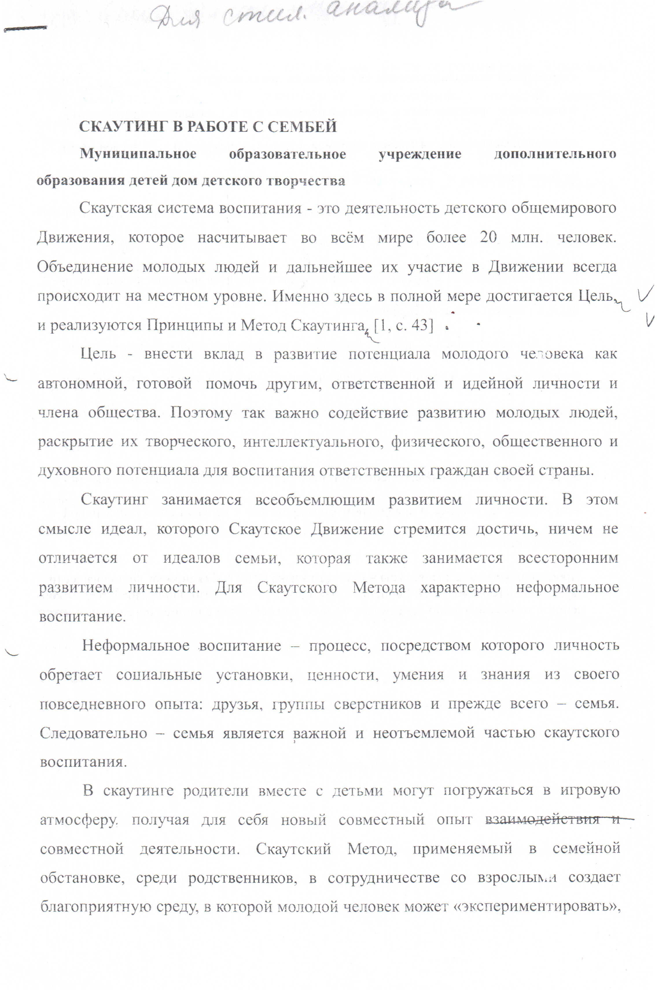 Для стил. анализа
СКАУТИНГ В РАБОТЕ С СЕМБЕЙ
Муниципальное образовательное учреждение дополнительного
образования детей дом детского творчества
Скаутская система воспитания - это деятельность детского общемирового
Движения, которое насчитывает во всём мире более 20 млн. человек.
Объединение молодых людей и дальнейшее их участие в Движении всегда
происходит на местном уровне. Именно здесь в полной мере достигается Цель,
и реализуются Принципы и Метод Скаутинга, [1, с. 43] .
Цель - внести вклад в развитие потенциала молодого человека как
автономной, готовой помочь другим, ответственной и идейной личности и
члена общества. Поэтому так важно содействие развитию молодых людей,
раскрытие их творческого, интеллектуального, физического, общественного и
духовного потенциала для воспитания ответственных граждан своей страны.
Скаутинг занимается всеобъемлющим развитием личности. В этом
смысле идеал, которого Скаутское Движение стремится достичь, ничем не
отличается от идеалов семьи, которая также занимается всесторонним
развитием личности. Для Скаутского Метода характерно неформальное
воспитание.
Неформальное воспитание – процесс, посредством которого личность
обретает социальные установки, ценности, умения и знания из своего
повседневного опыта: друзья, группы сверстников и прежде всего – семья.
Следовательно – семья является важной и неотъемлемой частью скаутского
воспитания.
В скаутинге родители вместе с детьми могут погружаться в игровую
атмосферу, получая для себя новый совместный опыт взаимодействия и
совместной деятельности. Скаутский Метод, применяемый в семейной
обстановке, среди родственников, в сотрудничестве со взрослыми создает
благоприятную среду, в которой молодой человек может «экспериментировать»,